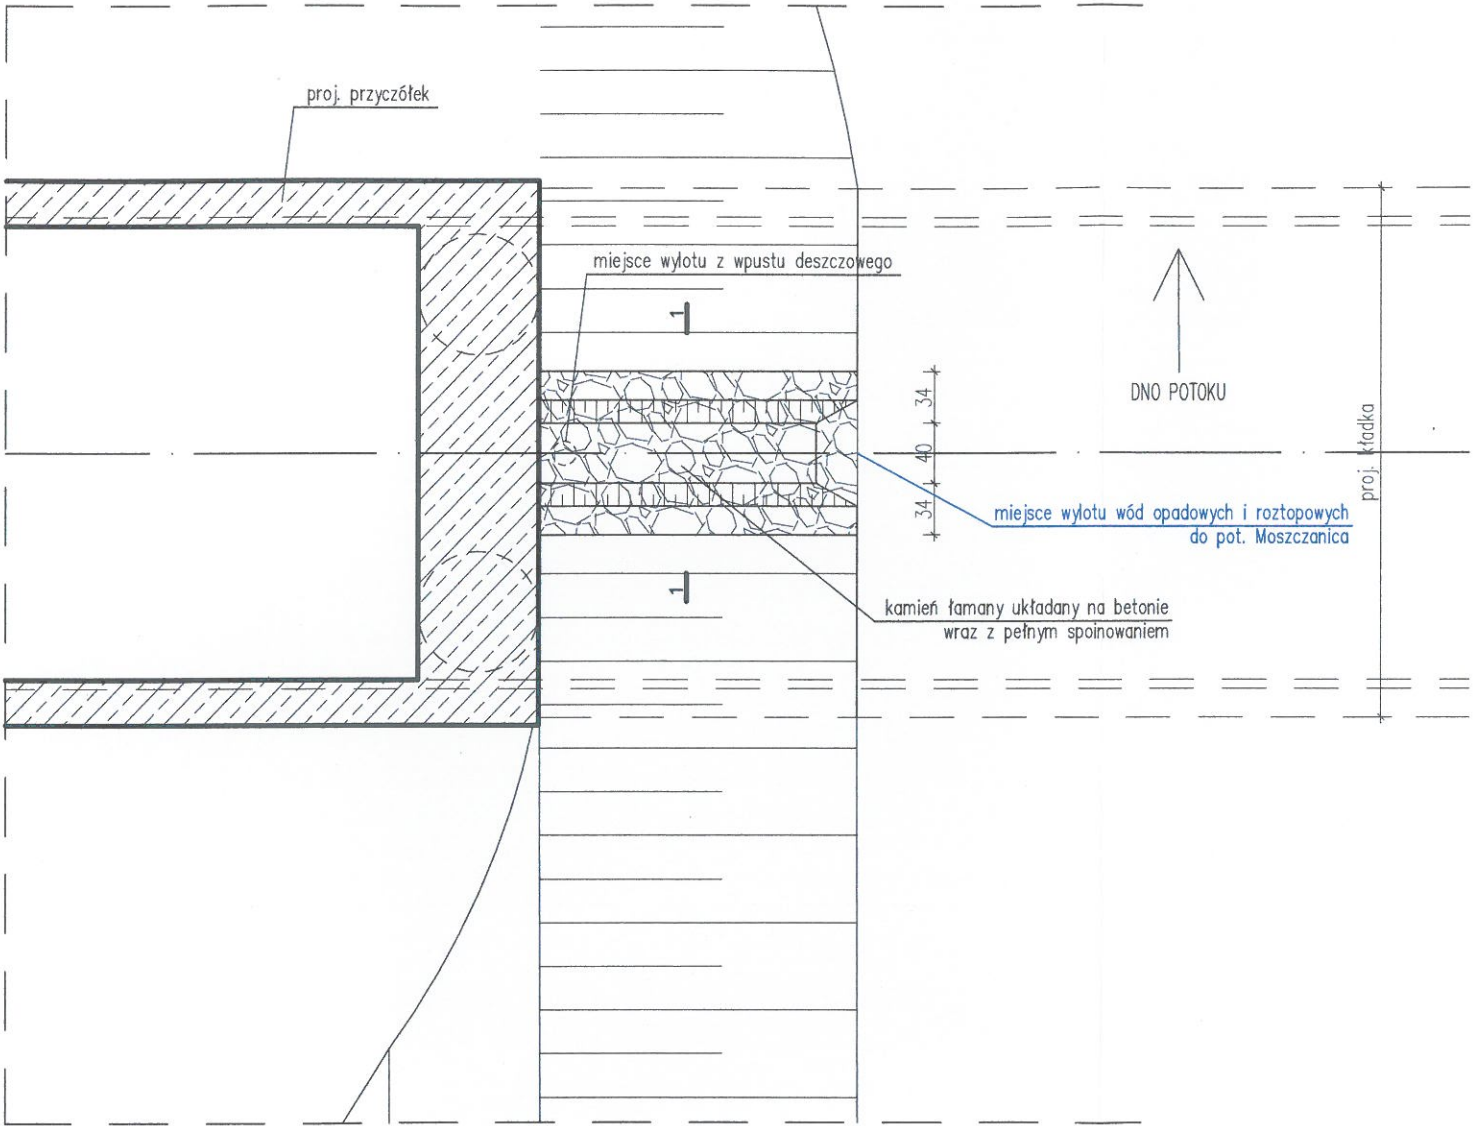 proj. przyczółek
miejsce wylotu z wpustu deszczowego
1
34
DNO POTOKU
40
proj. kładka
34
miejsce wylotu wód opadowych i roztopowych
do pot. Moszczanica
1
kamień łamany układany na betonie
wraz z pełnym spoinowaniem